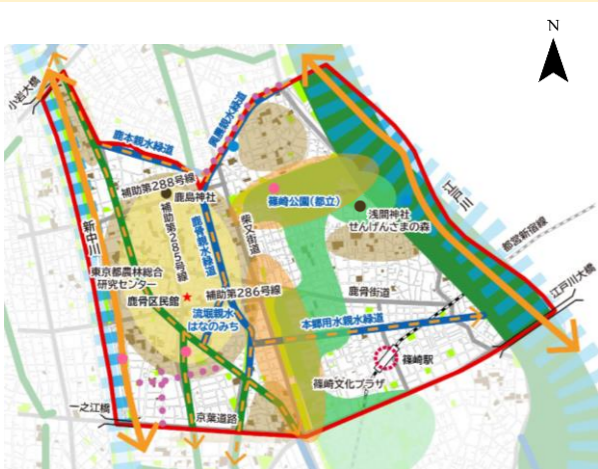 N
小岩大橋
鹿本親水緑道
興農親水緑道
補助第288号線
鹿島神社
篠崎公園(都立)
浅間神社
せんげんさまの森
江戸川
都営新宿線
新中川
補助第285号線
鹿骨親水緑道
柴又街道
東京都農林総合
研究センター
鹿骨区民館
補助第286号線
鹿骨街道
江戸川大橋
流堀親水
はなのみち
本郷用水親水緑道
篠崎駅
篠崎文化プラザ
一之江橋
京葉道路